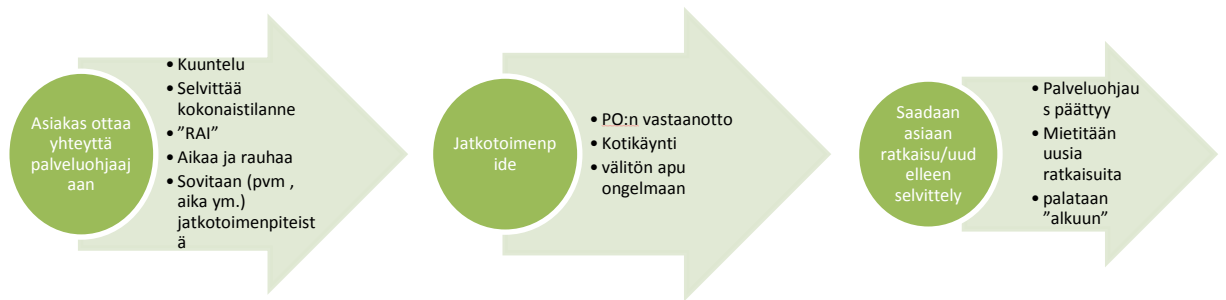 Asiakas ottaa
yhteyttä
palveluohjaaj
aan
• Kuuntelu
• Selvittää
kokonaistilanne
• ”RAI”
• Aikaa ja rauhaa
• Sovitaan (pvm ,
aika ym.)
jatkotoimenpiteist
ä
Jatkotoimenp
ide
• PO:n vastaanotto
• Kotikäynti
• välitön apu
ongelmaan
Saadaan
asiaan
ratkaisu/uud
elleen
selvittely
• Palveluohjau
s päättyy
• Mietitään
uusia
ratkaisuita
• palataan
”alkuun”